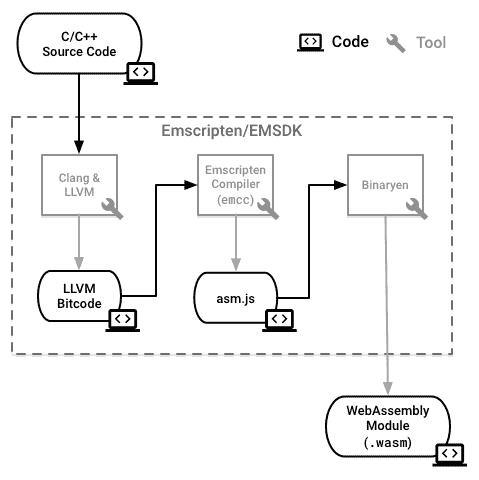 C/C++
Source Code
Code
Tool
Emscripten/EMSDK
Clang &
LLVM
Emscripten
Compiler
(emcc)
Binaryen
LLVM
Bitcode
asm.js
WebAssembly
Module
(.wasm)